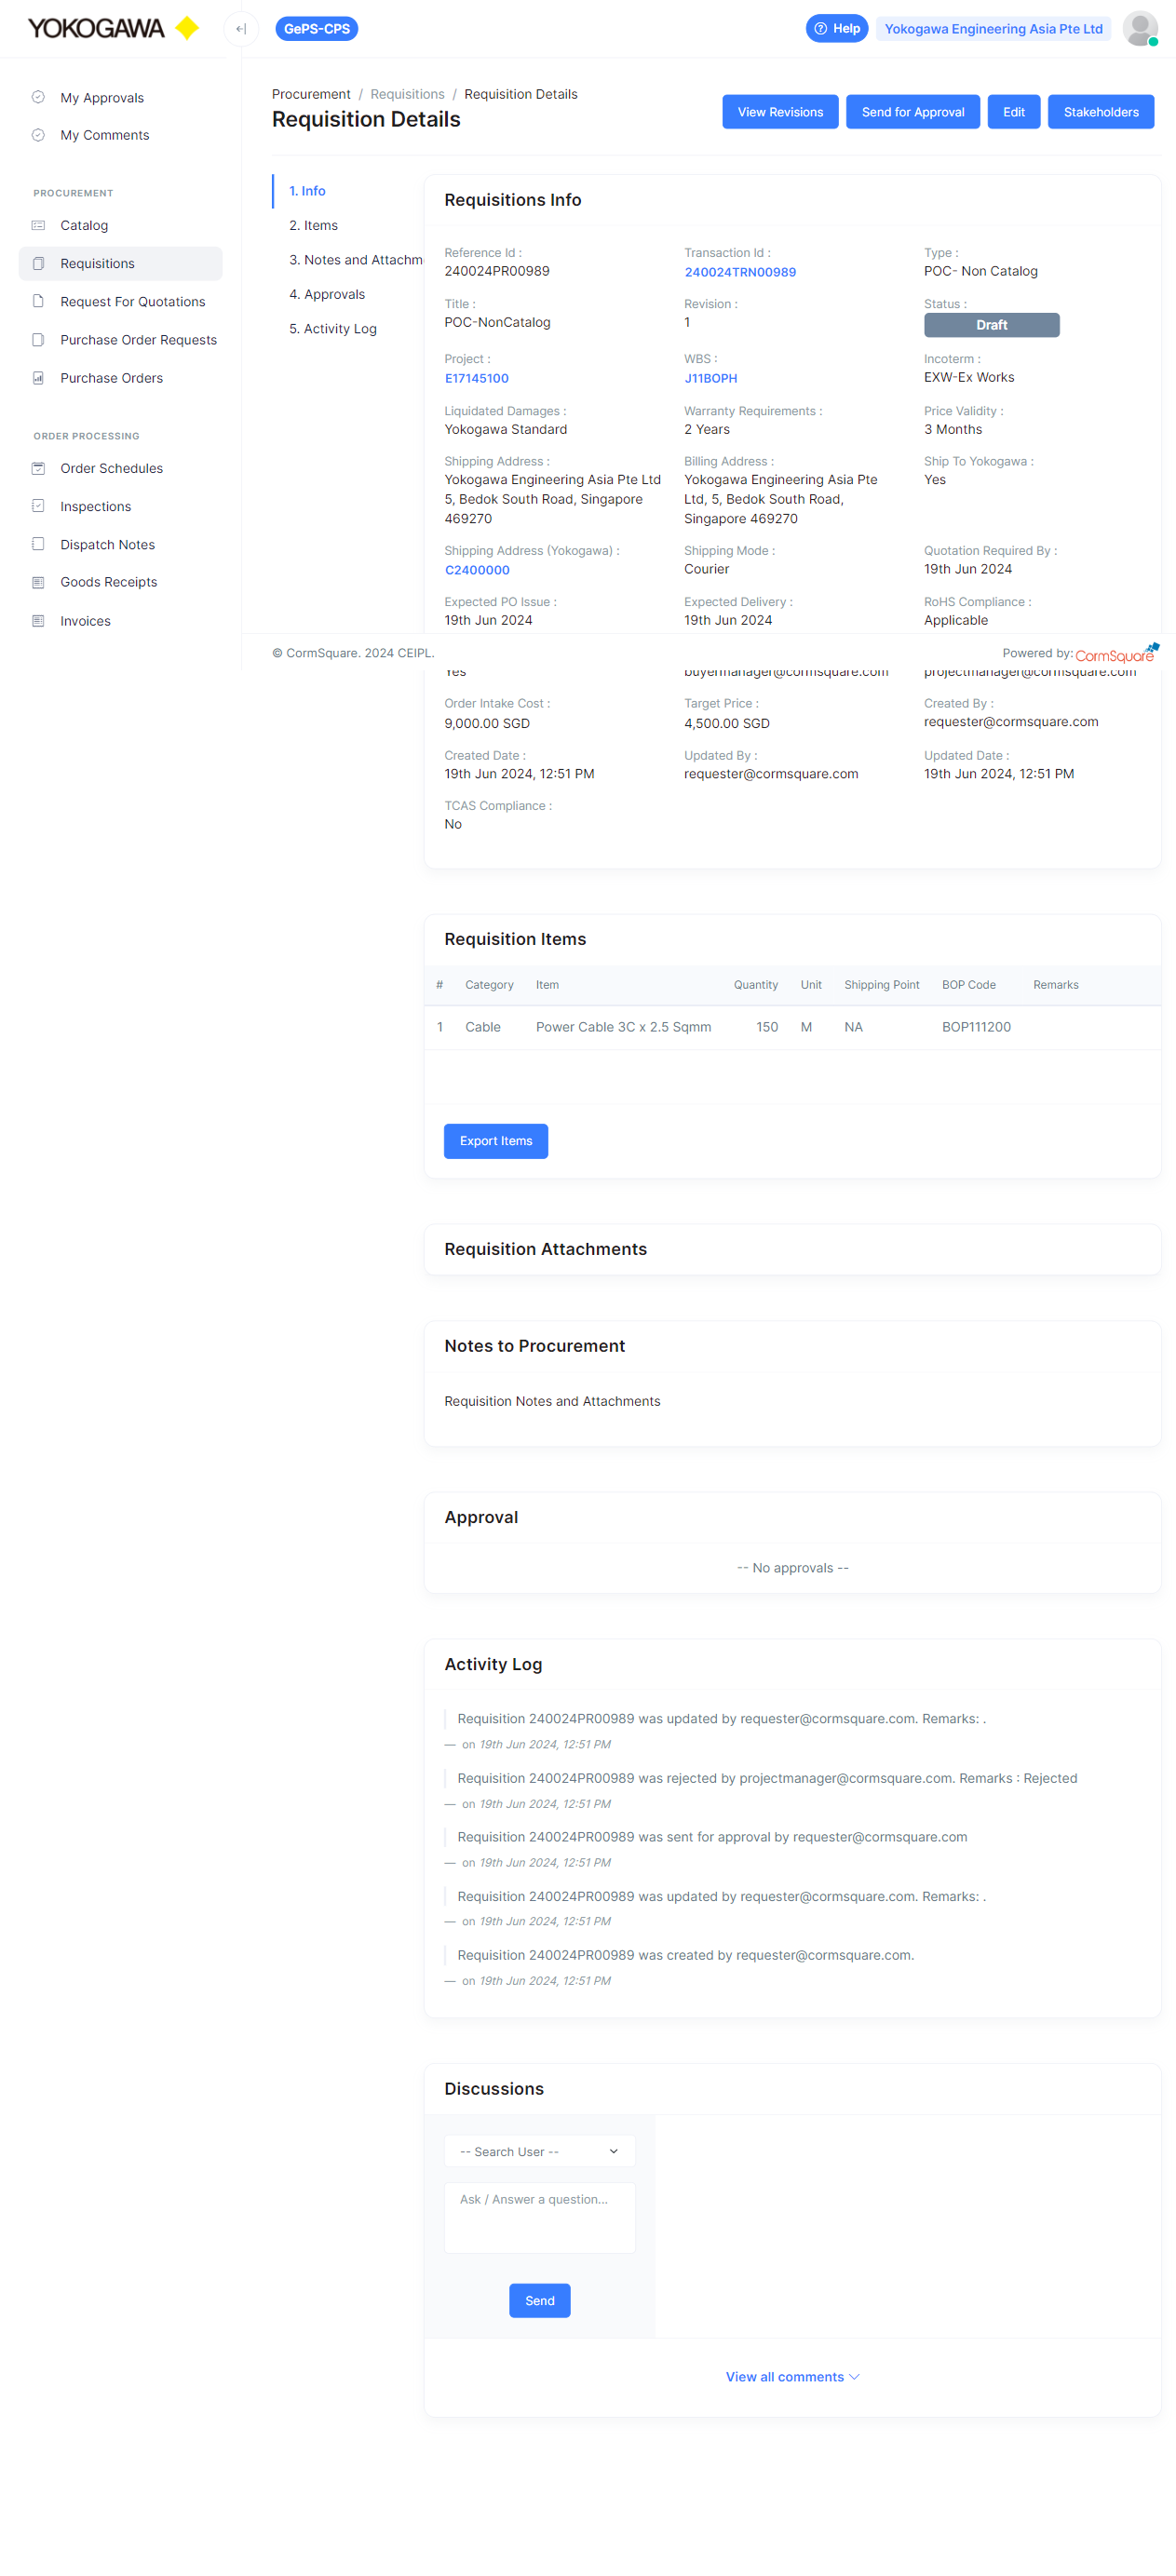 YOKOGAWA
GePS-CPS
Help
Yokogawa Engineering Asia Pte Ltd
My Approvals
My Comments
PROCUREMENT
Catalog
Requisitions
Request For Quotations
Purchase Order Requests
Purchase Orders
ORDER PROCESSING
Order Schedules
Inspections
Dispatch Notes
Goods Receipts
Invoices
Procurement / Requisitions / Requisition Details
Requisition Details
View Revisions
Send for Approval
Edit
Stakeholders
1. Info
2. Items
3. Notes and Attachm
4. Approvals
5. Activity Log
Requisitions Info
Reference Id : Transaction Id : Type :
240024PR00989 240024TRN00989 POC- Non Catalog
Title : Revision : Status :
POC-NonCatalog 1 Draft
Project : WBS : Incoterm :
E17145100 J11BOPH EXW-Ex Works
Liquidated Damages : Warranty Requirements : Price Validity :
Yokogawa Standard 2 Years 3 Months
Shipping Address : Billing Address : Ship To Yokogawa :
Yokogawa Engineering Asia Pte Ltd Yokogawa Engineering Asia Pte Yes
5, Bedok South Road, Singapore Ltd, 5, Bedok South Road,
469270 Singapore 469270
Shipping Address (Yokogawa) : Shipping Mode : Quotation Required By :
C2400000 Courier 19th Jun 2024
Expected PO Issue : Expected Delivery : RoHS Compliance :
19th Jun 2024 19th Jun 2024 Applicable
© CormSquare. 2024 CEIPL. Powered by: CormSquare
Yes buyermanager@cormsquare.com projectmanager@cormsquare.com
Order Intake Cost : Target Price : Created By :
9,000.00 SGD 4,500.00 SGD requester@cormsquare.com
Created Date : Updated By : Updated Date :
19th Jun 2024, 12:51 PM requester@cormsquare.com 19th Jun 2024, 12:51 PM
TCAS Compliance :
No
Requisition Items
# Category Item Quantity Unit Shipping Point BOP Code Remarks
1 Cable Power Cable 3C x 2.5 Sqmm 150 M NA BOP111200
Export Items
Requisition Attachments
Notes to Procurement
Requisition Notes and Attachments
Approval
-- No approvals --
Activity Log
Requisition 240024PR00989 was updated by requester@cormsquare.com. Remarks: .
— on 19th Jun 2024, 12:51 PM
Requisition 240024PR00989 was rejected by projectmanager@cormsquare.com. Remarks : Rejected
— on 19th Jun 2024, 12:51 PM
Requisition 240024PR00989 was sent for approval by requester@cormsquare.com
— on 19th Jun 2024, 12:51 PM
Requisition 240024PR00989 was updated by requester@cormsquare.com. Remarks: .
— on 19th Jun 2024, 12:51 PM
Requisition 240024PR00989 was created by requester@cormsquare.com.
— on 19th Jun 2024, 12:51 PM
Discussions
-- Search User --
Ask / Answer a question...
Send
View all comments